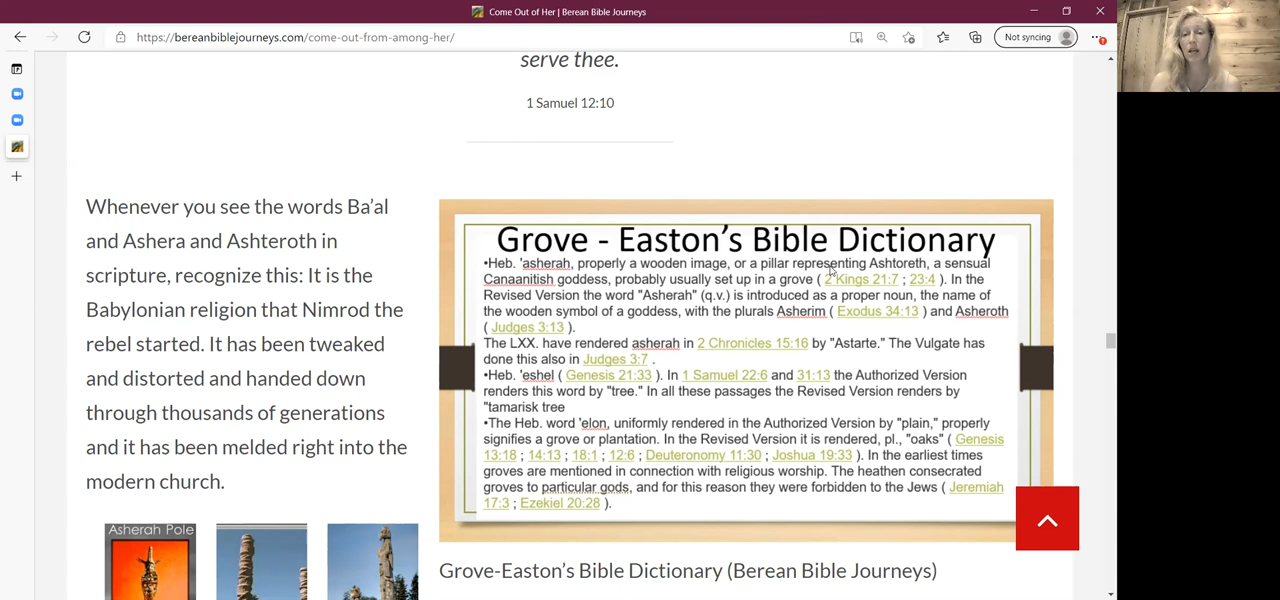 Come Out of Her | Berean Bible Journeys
https://bereanbiblejourneys.com/come-out-from-among-her/
Not syncing
serve thee.
1 Samuel 12:10
Whenever you see the words Ba'al
and Ashera and Ashteroth in
scripture, recognize this: It is the
Babylonian religion that Nimrod the
rebel started. It has been tweaked
and distorted and handed down
through thousands of generations
and it has been melded right into the
modern church.
Asherah Pole
Grove - Easton's Bible Dictionary
•Heb. 'asherah, properly a wooden image, or a pillar representing Ashtoreth, a sensual
Canaanitish goddess, probably usually set up in a grove ( 2 Kings 21:7 ; 23:4 ). In the
Revised Version the word "Asherah" (q.v.) is introduced as a proper noun, the name of
the wooden symbol of a goddess, with the plurals Asherim ( Exodus 34:13 ) and Asheroth
( Judges 3:13 ).
The LXX. have rendered asherah in 2 Chronicles 15:16 by "Astarte." The Vulgate has
done this also in Judges 3:7 .
•Heb. 'eshel ( Genesis 21:33 ). In 1 Samuel 22:6 and 31:13 the Authorized Version
renders this word by "tree." In all these passages the Revised Version renders by
"tamarisk tree
•The Heb. word 'elon, uniformly rendered in the Authorized Version by "plain," properly
signifies a grove or plantation. In the Revised Version it is rendered, pl., "oaks" ( Genesis
13:18 ; 14:13 ; 18:1 ; 12:6 ; Deuteronomy 11:30 ; Joshua 19:33 ). In the earliest times
groves are mentioned in connection with religious worship. The heathen consecrated
groves to particular gods, and for this reason they were forbidden to the Jews ( Jeremiah
17:3 ; Ezekiel 20:28 ).
Grove-Easton's Bible Dictionary (Berean Bible Journeys)